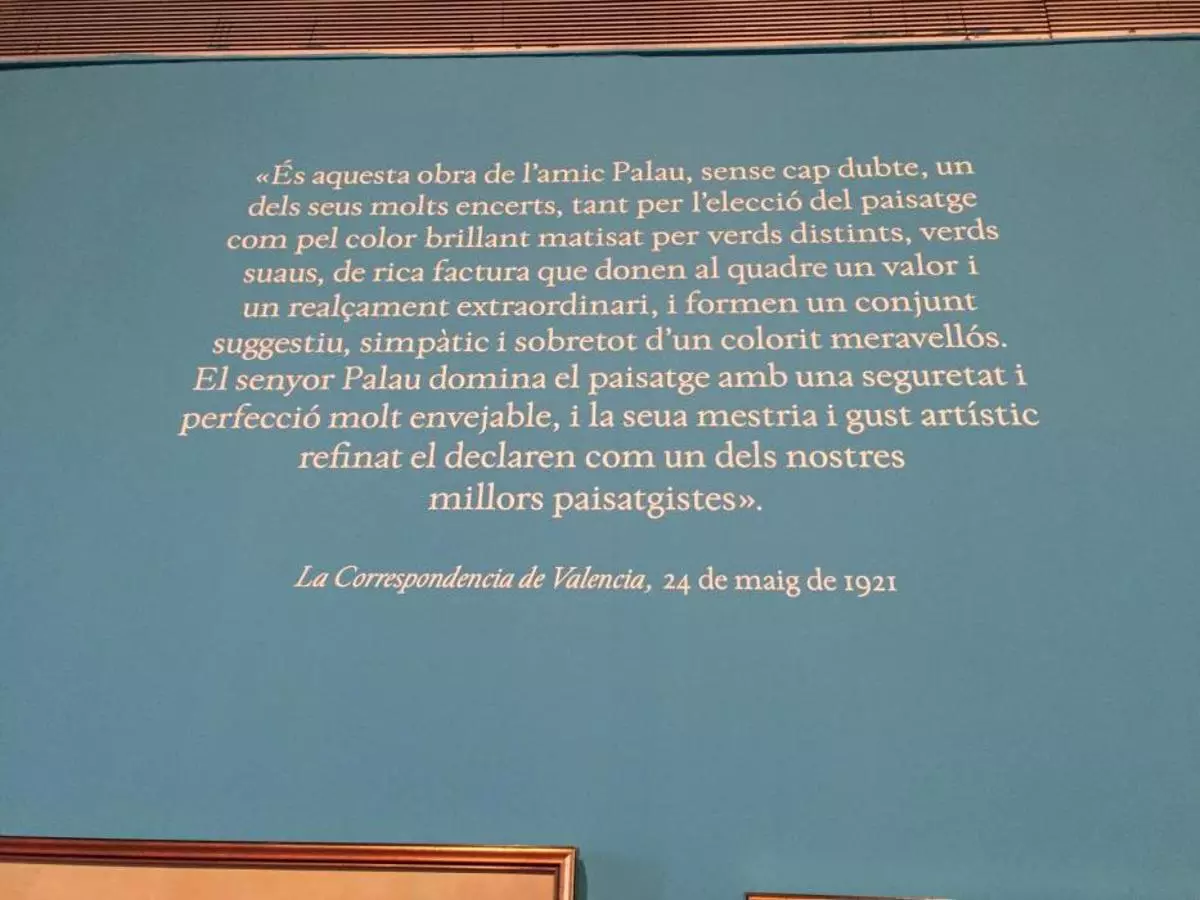 «És aquesta obra de l’amic Palau, sense cap dubte, un
dels seus molts encerts, tant per l’elecció del paisatge
com pel color brillant matisat per verds distints, verds
suaus, de rica factura que donen al quadre un valor i
un realçament extraordinari, i formen un conjunt
suggestiu, simpàtic i sobretot d’un colorit meravellós.
El senyor Palau domina el paisatge amb una seguretat i
perfecció molt envejable, i la seua mestria i gust artístic
refinat el declaren com un dels nostres
millors paisatgistes».
La Correspondencia de Valencia, 24 de maig de 1921